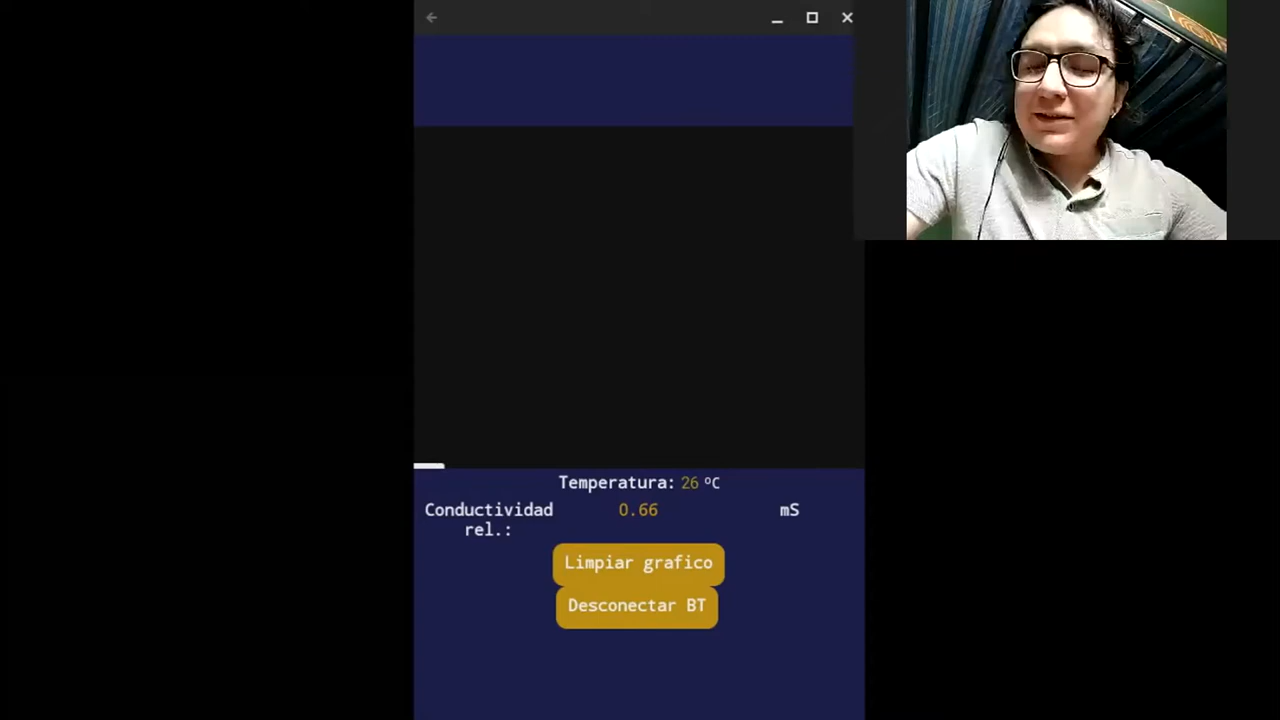 Temperatura: 26 ºC
Conductividad 0.66 mS
rel.:
Limpiar grafico
Desconectar BT